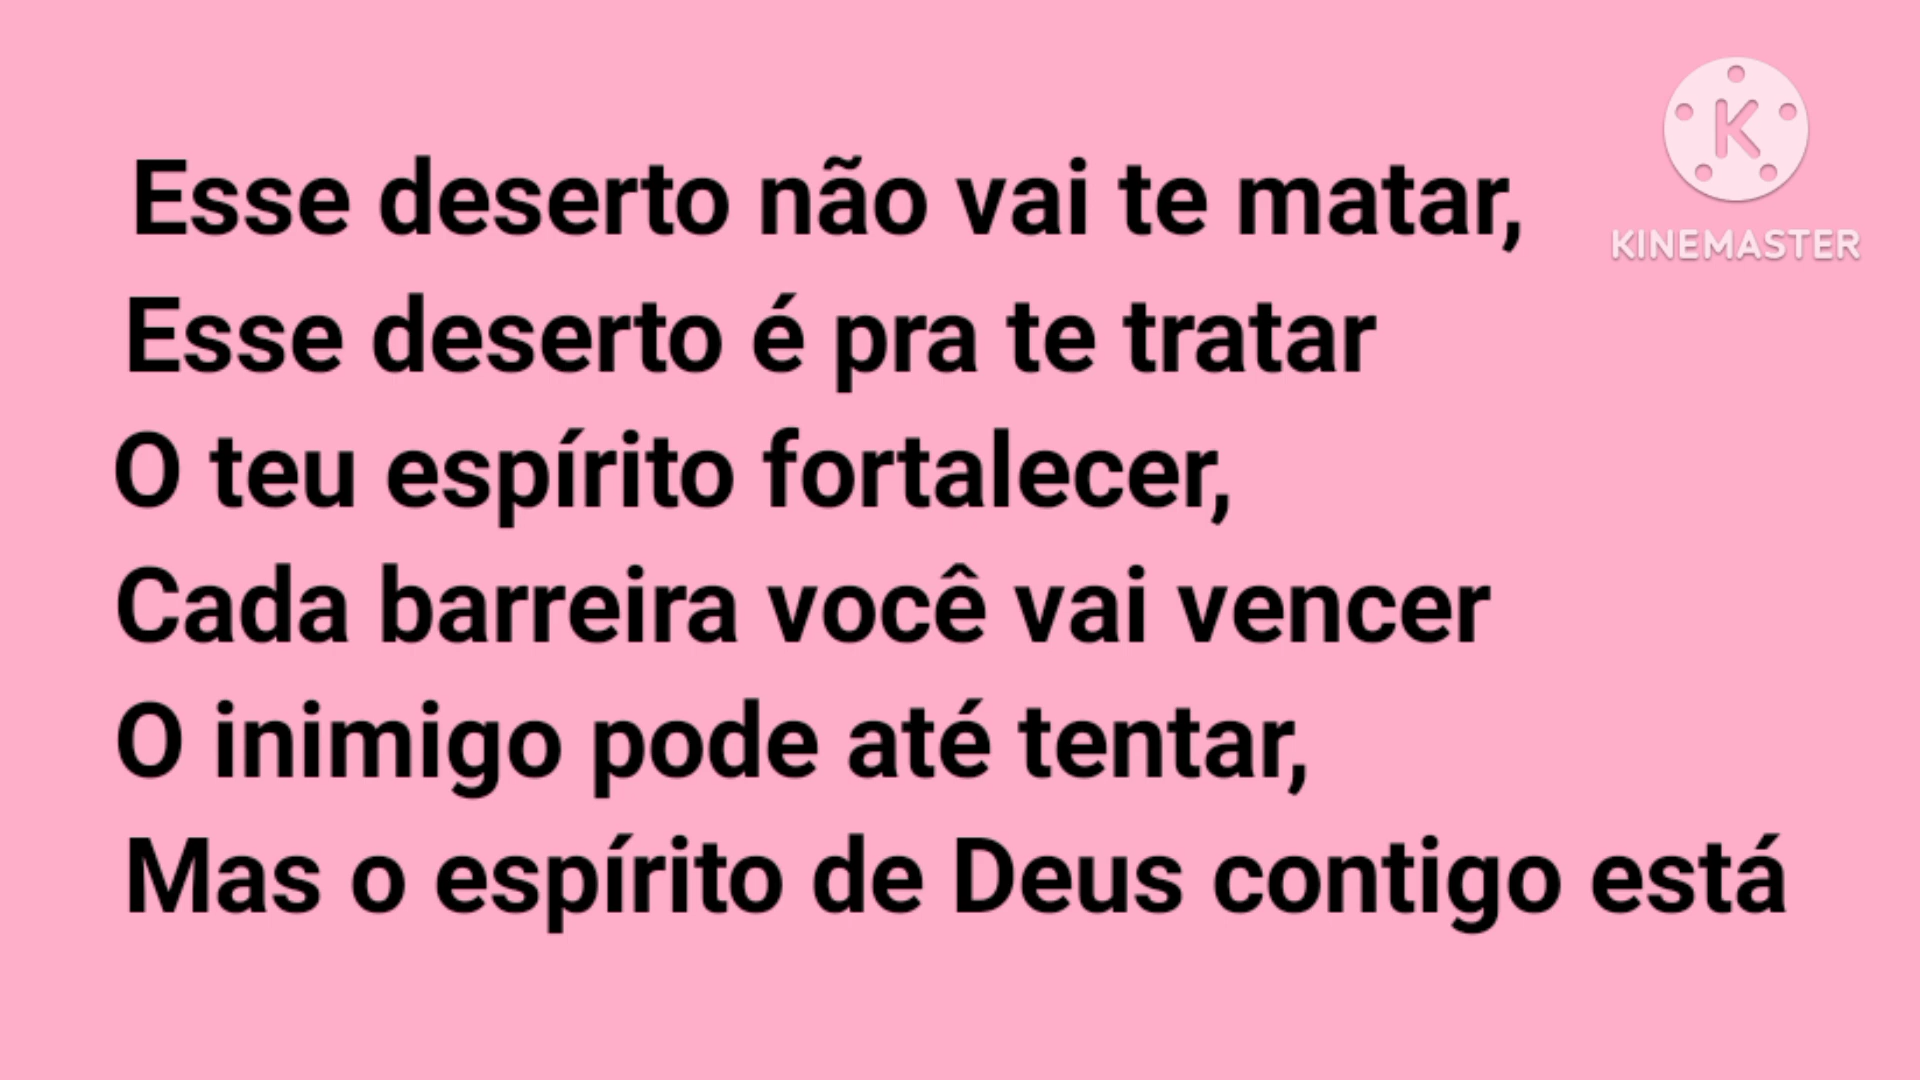 Esse deserto não vai te matar,
Esse deserto é pra te tratar
O teu espírito fortalecer,
Cada barreira você vai vencer
O inimigo pode até tentar,
Mas o espírito de Deus contigo está
K
KINEMASTER